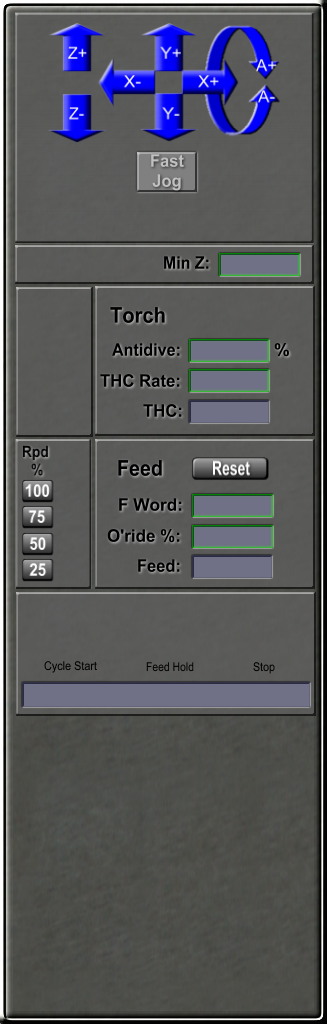 Z+ Y+
X- X+ A+
Z- Y- A-
Fast
Jog
Min Z:
Torch
Antidive: %
THC Rate:
THC:
Rpd
%
100
75
50
25
Feed Reset
F Word:
O'ride %:
Feed:
Cycle Start Feed Hold Stop